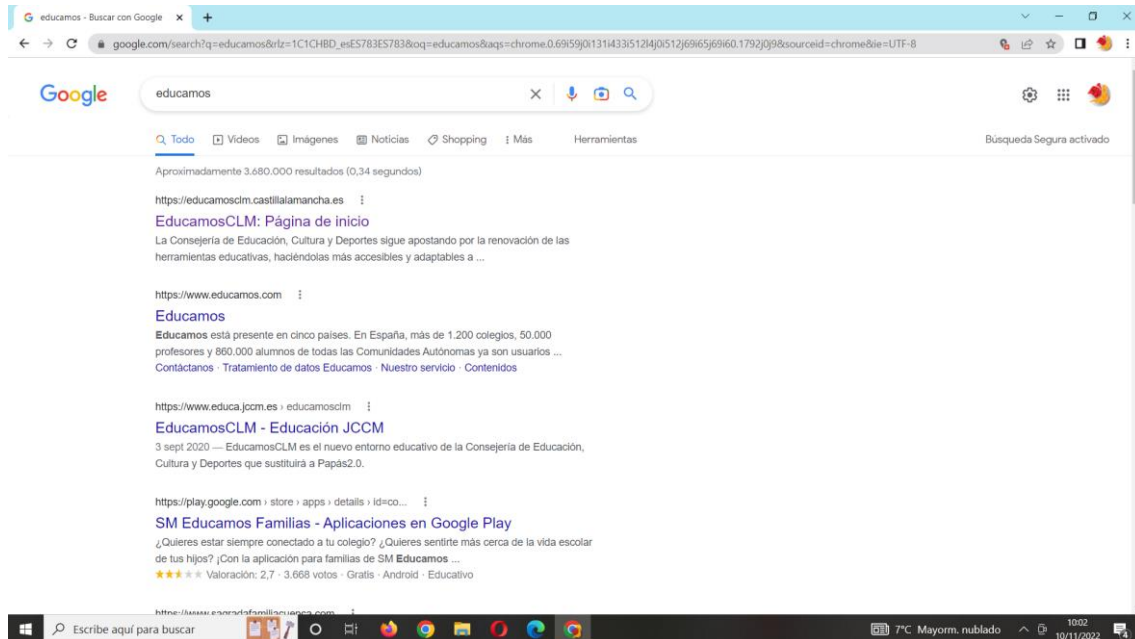 educamos - Buscar con Google
google.com/search?q=educamos&rlz=1C1CHBD_esES783ES783&oq=educamos&aqs=chrome.0.69i59j0i131i433i512l4j0i512j69i65j69i60.1792j0j9&sourceid=chrome&ie=UTF-8
Google
educamos
Todo Vídeos Imágenes Noticias Shopping Más Herramientas Búsqueda Segura activado
Aproximadamente 3.680.000 resultados (0,34 segundos)
https://educamosclm.castillalamancha.es
EducamosCLM: Página de inicio
La Consejería de Educación, Cultura y Deportes sigue apostando por la renovación de las
herramientas educativas, haciéndolas más accesibles y adaptables a ...
https://www.educamos.com
Educamos
Educamos está presente en cinco países. En España, más de 1.200 colegios, 50.000
profesores y 860.000 alumnos de todas las Comunidades Autónomas ya son usuarios ...
Contáctanos · Tratamiento de datos Educamos · Nuestro servicio · Contenidos
https://www.educa.jccm.es › educamosclm
EducamosCLM - Educación JCCM
3 sept 2020 — EducamosCLM es el nuevo entorno educativo de la Consejería de Educación,
Cultura y Deportes que sustituirá a Papás2.0.
https://play.google.com › store › apps › details › id=co...
SM Educamos Familias - Aplicaciones en Google Play
¿Quieres estar siempre conectado a tu colegio? ¿Quieres sentirte más cerca de la vida escolar
de tus hijos? ¡Con la aplicación para familias de SM Educamos ...
Valoración: 2,7 · 3.668 votos · Gratis · Android · Educativo
https://www.sagradafamiliacuenca.com
Escribe aquí para buscar
7°C Mayorm. nublado
10:02
10/11/2022